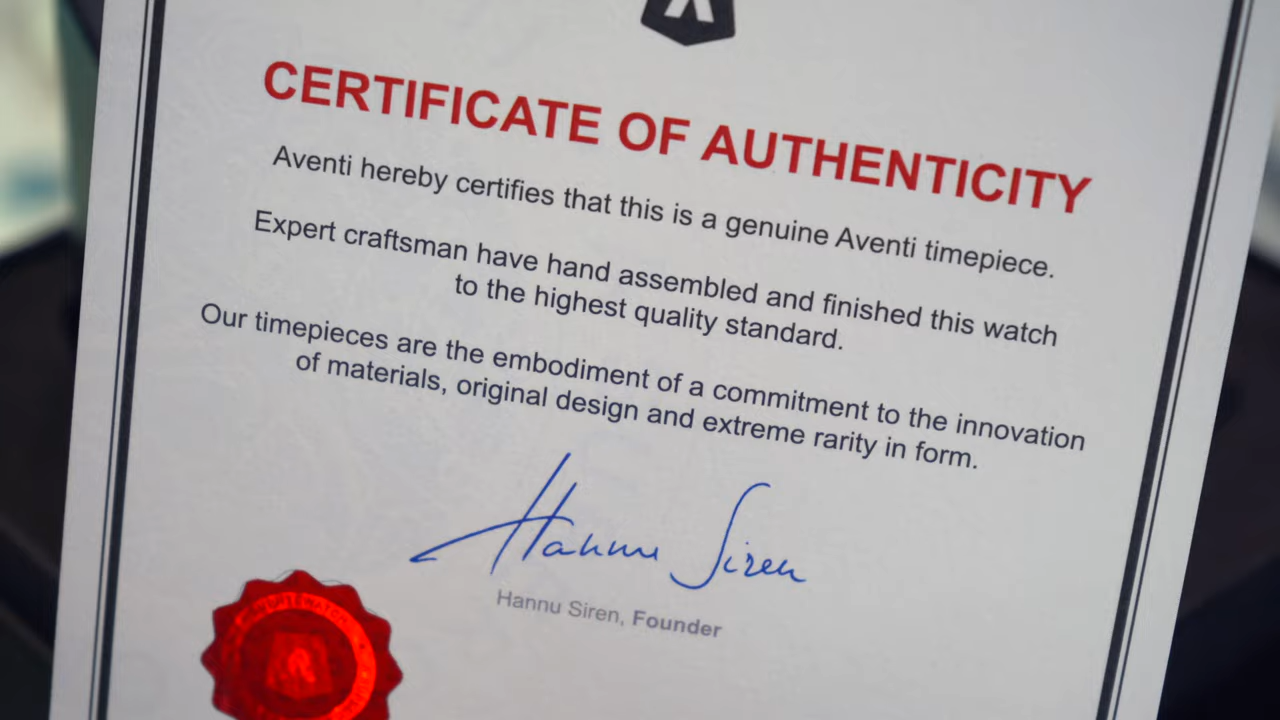 CERTIFICATE OF AUTHENTICITY
Aventi hereby certifies that this is a genuine Aventi timepiece.
Expert craftsman have hand assembled and finished this watch
to the highest quality standard.
Our timepieces are the embodiment of a commitment to the innovation
of materials, original design and extreme rarity in form.
Hannu Siren
Hannu Siren, Founder